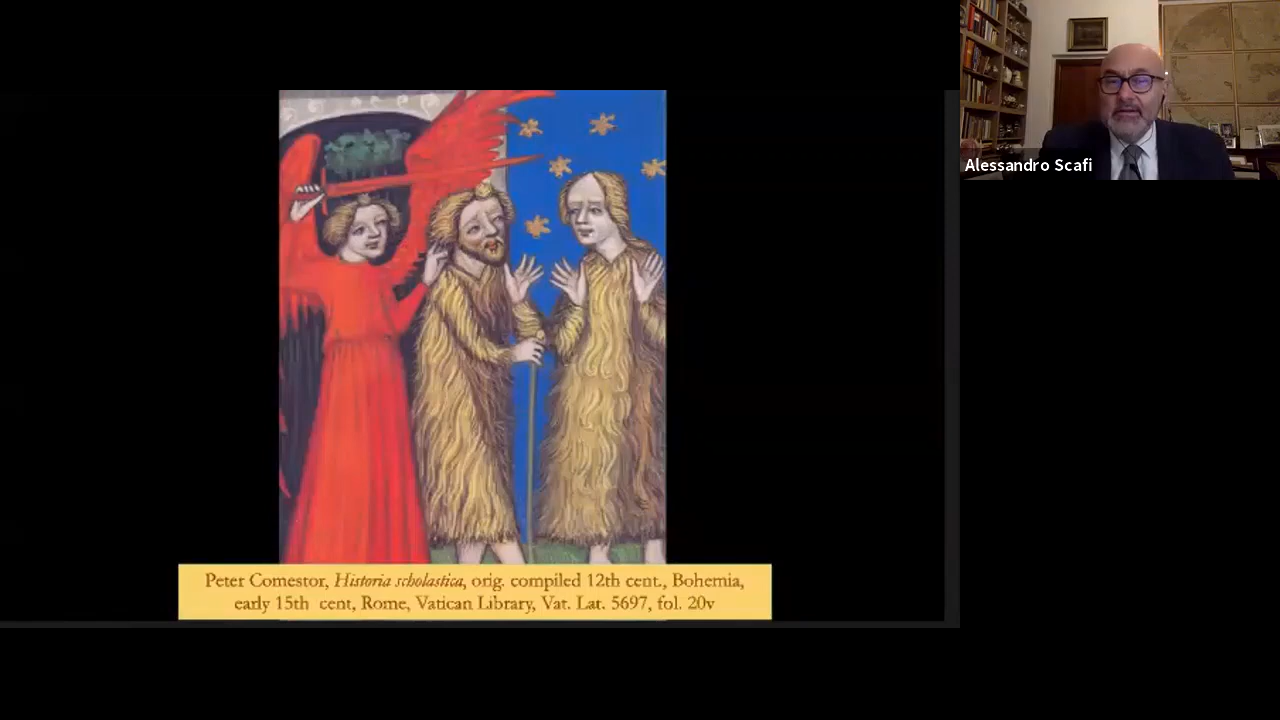 Alessandro Scafi
Peter Comestor, Historia scholastica, orig. compiled 12th cent., Bohemia,
early 15th cent, Rome, Vatican Library, Vat. Lat. 5697, fol. 20v